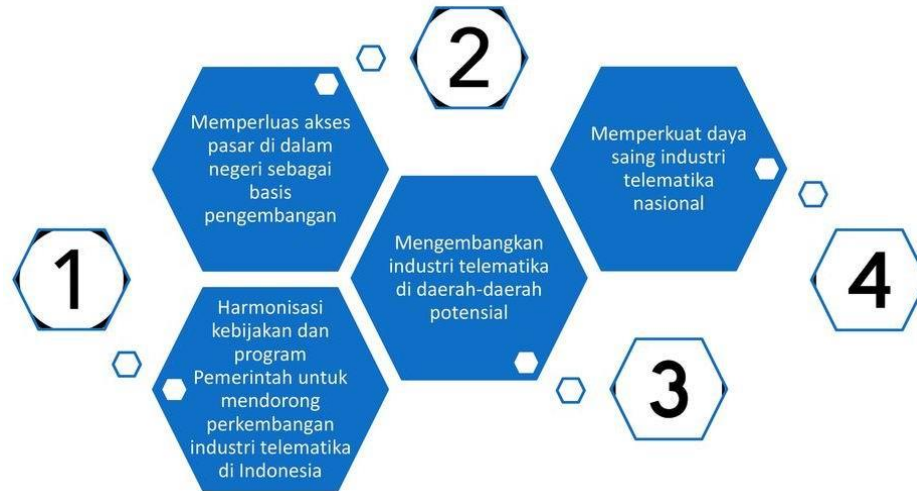 1
Harmonisasi
kebijakan dan
program
Pemerintah untuk
mendorong
perkembangan
industri telematika
di Indonesia
2
Memperluas akses
pasar di dalam
negeri sebagai
basis
pengembangan
3
Mengembangkan
industri telematika
di daerah-daerah
potensial
4
Memperkuat daya
saing industri
telematika
nasional